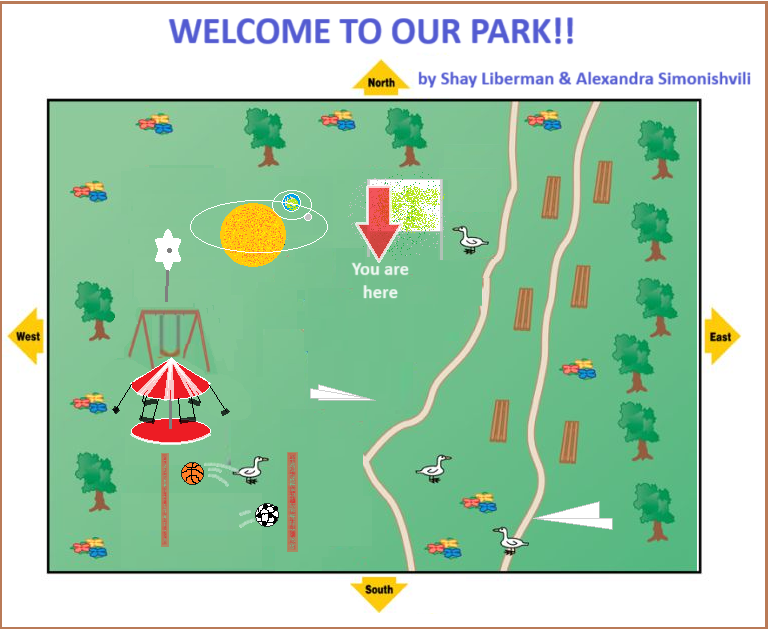 WELCOME TO OUR PARK!!
by Shay Liberman & Alexandra Simonishvili
North
You are
here
West
East
South